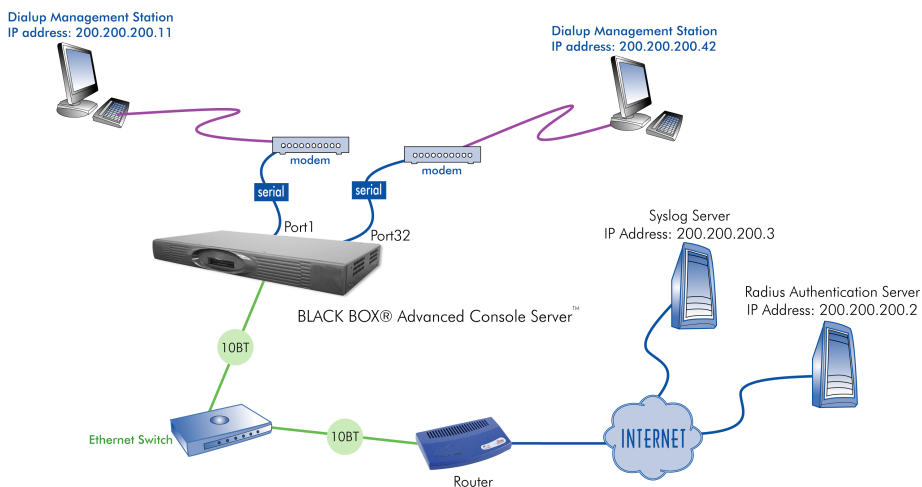 Dialup Management Station
IP address: 200.200.200.11
Dialup Management Station
IP address: 200.200.200.42
modem
modem
serial
serial
Port1
Port32
Syslog Server
IP Address: 200.200.200.3
Radius Authentication Server
IP Address: 200.200.200.2
BLACK BOX® Advanced Console Server™
10BT
Ethernet Switch
10BT
INTERNET
Router